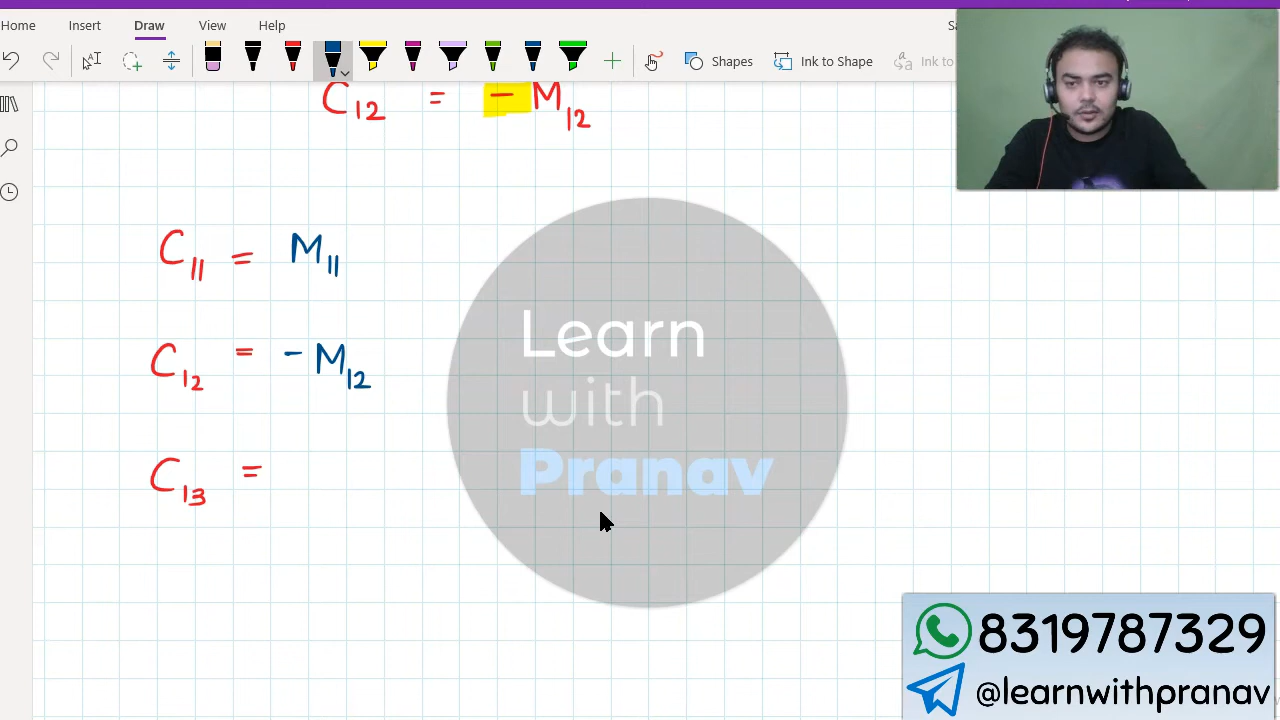 Home Insert Draw View Help Sa
Shapes Ink to Shape Ink to
C12 = - M12
C11 = M11
C12 = - M12
C13 =
Learn
with
Pranav
8319787329
@learnwithpranav